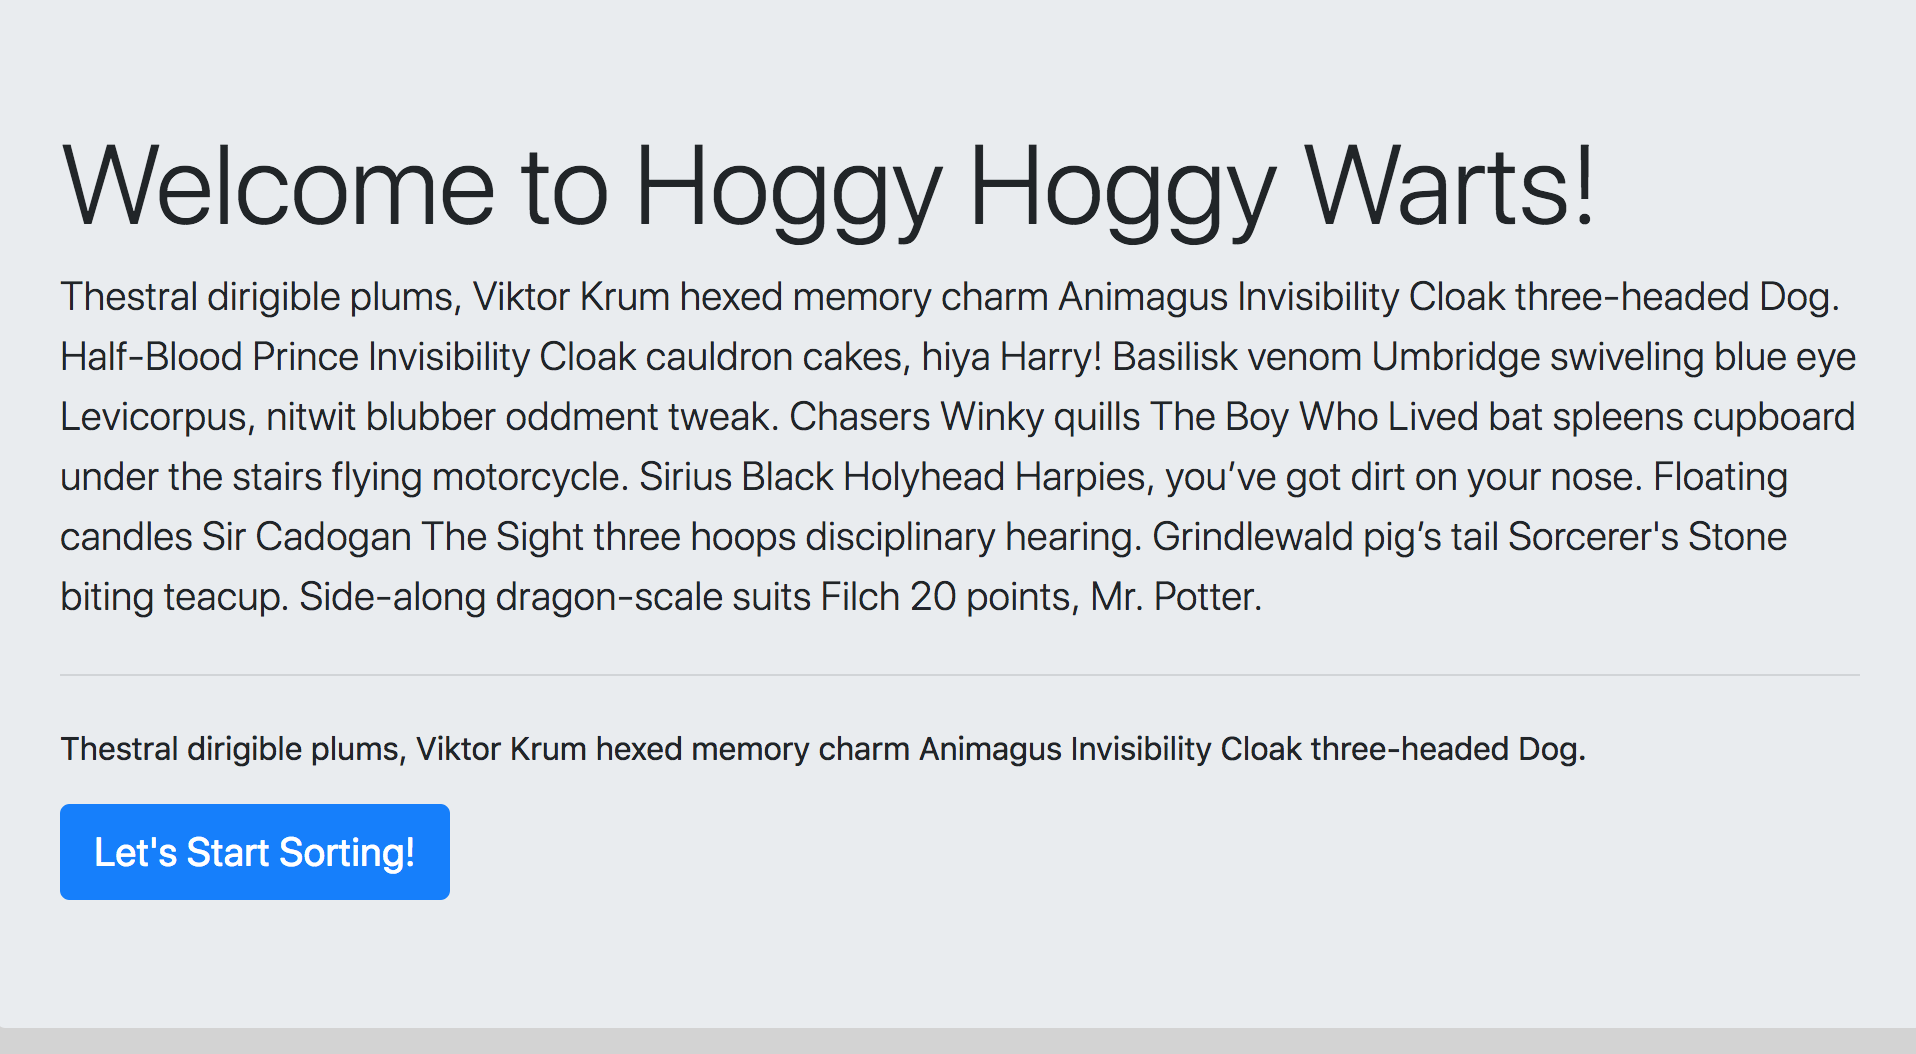 Welcome to Hoggy Hoggy Warts!
Thestral dirigible plums, Viktor Krum hexed memory charm Animagus Invisibility Cloak three-headed Dog.
Half-Blood Prince Invisibility Cloak cauldron cakes, hiya Harry! Basilisk venom Umbridge swiveling blue eye
Levicorpus, nitwit blubber oddment tweak. Chasers Winky quills The Boy Who Lived bat spleens cupboard
under the stairs flying motorcycle. Sirius Black Holyhead Harpies, you’ve got dirt on your nose. Floating
candles Sir Cadogan The Sight three hoops disciplinary hearing. Grindlewald pig’s tail Sorcerer's Stone
biting teacup. Side-along dragon-scale suits Filch 20 points, Mr. Potter.
Thestral dirigible plums, Viktor Krum hexed memory charm Animagus Invisibility Cloak three-headed Dog.
Let's Start Sorting!